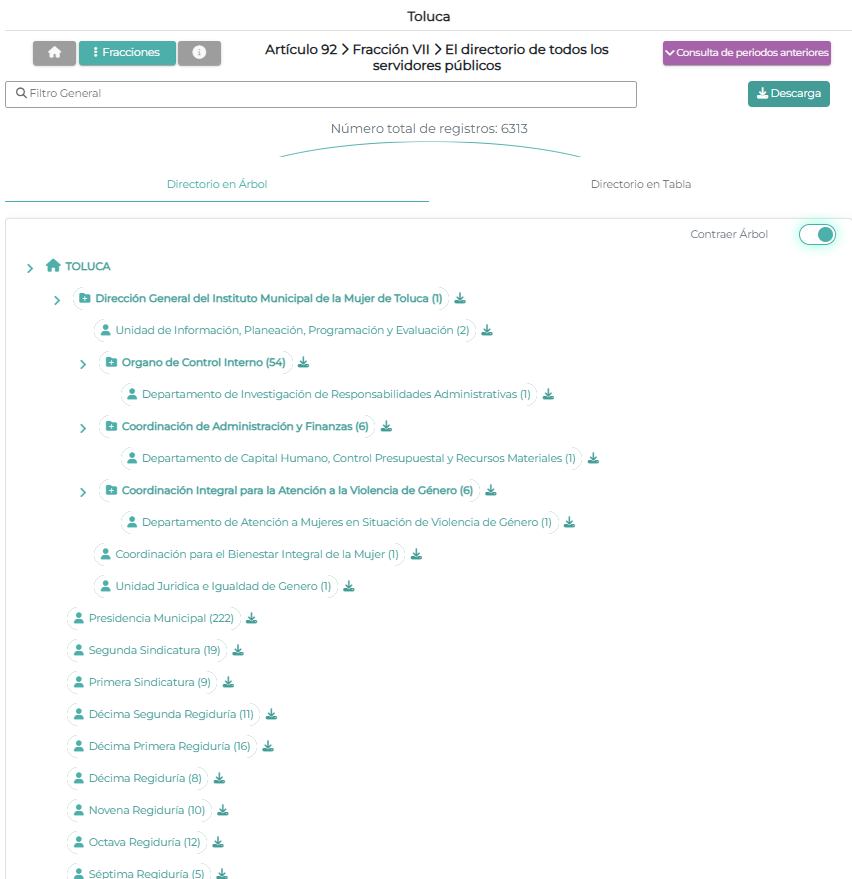 Toluca
Fracciones
Artículo 92 > Fracción VII > El directorio de todos los
servidores públicos
Consulta de periodos anteriores
Filtro General
Descarga
Número total de registros: 6313
Directorio en Árbol
Directorio en Tabla
Contraer Árbol
TOLUCA
Dirección General del Instituto Municipal de la Mujer de Toluca (1)
Unidad de Información, Planeación, Programación y Evaluación (2)
Organo de Control Interno (54)
Departamento de Investigación de Responsabilidades Administrativas (1)
Coordinación de Administración y Finanzas (6)
Departamento de Capital Humano, Control Presupuestal y Recursos Materiales (1)
Coordinación Integral para la Atención a la Violencia de Género (6)
Departamento de Atención a Mujeres en Situación de Violencia de Género (1)
Coordinación para el Bienestar Integral de la Mujer (1)
Unidad Juridica e Igualdad de Genero (1)
Presidencia Municipal (222)
Segunda Sindicatura (19)
Primera Sindicatura (9)
Décima Segunda Regiduría (11)
Décima Primera Regiduría (16)
Décima Regiduría (8)
Novena Regiduría (10)
Octava Regiduría (12)
Séptima Regiduría (5)